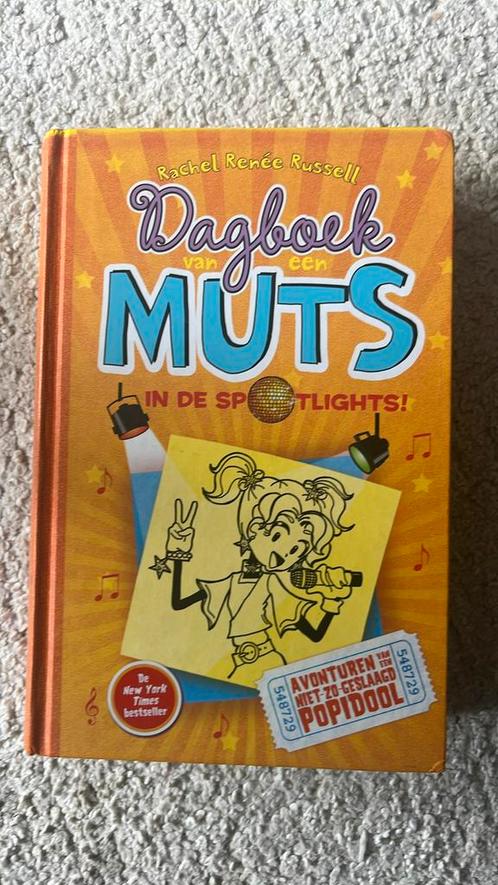 Rachel Renée Russell
Dagboek
van een
MUTS
IN DE SPOTLIGHTS!
De
New York
Times
bestseller
548729
AVONTUREN VAN EEN
NIET-ZO-GESLAAGD
POPIDOOL
548729